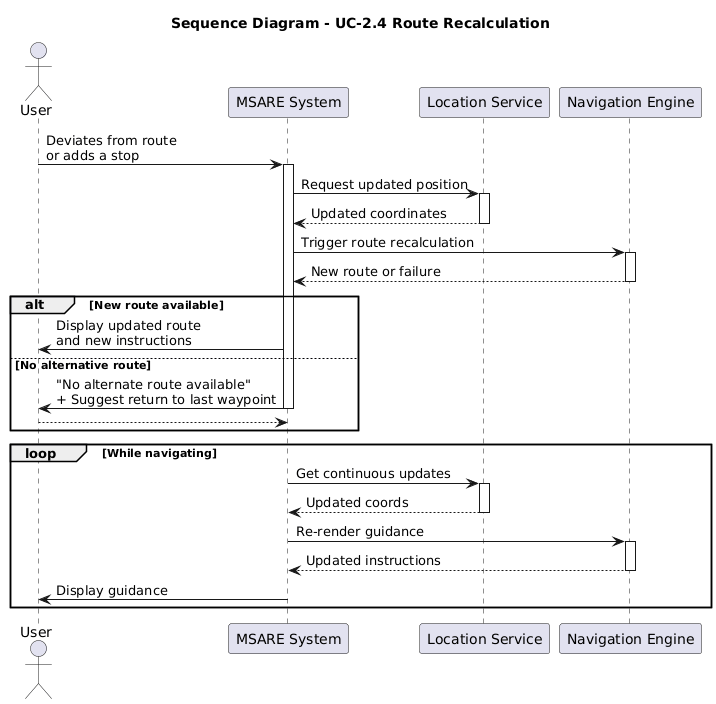 Sequence Diagram - UC-2.4 Route Recalculation
User
MSARE System
Location Service
Navigation Engine
Deviates from route
or adds a stop
Request updated position
Updated coordinates
Trigger route recalculation
New route or failure
alt
[New route available]
Display updated route
and new instructions
[No alternative route]
"No alternate route available"
+ Suggest return to last waypoint
loop
[While navigating]
Get continuous updates
Updated coords
Re-render guidance
Updated instructions
Display guidance
User
MSARE System
Location Service
Navigation Engine